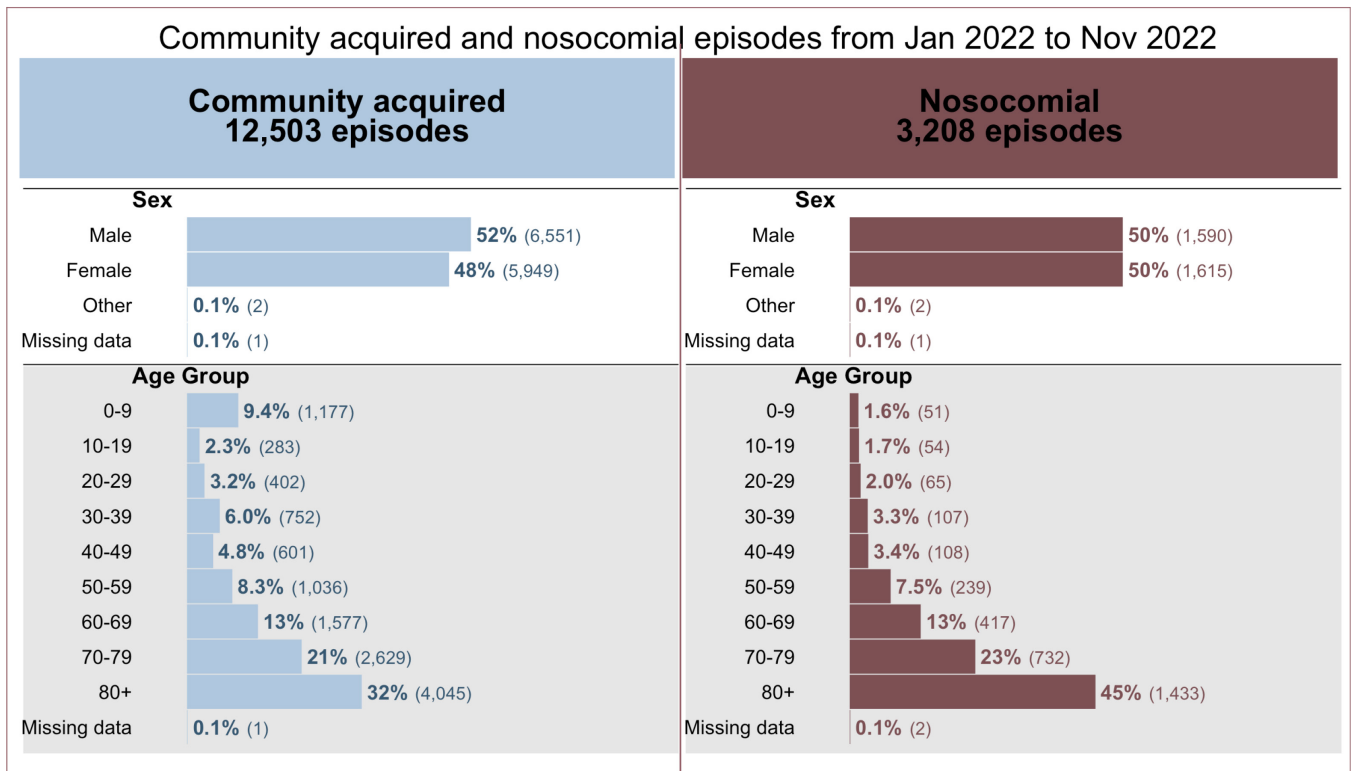 Community acquired and nosocomial episodes from Jan 2022 to Nov 2022
Community acquired
12,503 episodes
Sex
Male 52% (6,551)
Female 48% (5,949)
Other 0.1% (2)
Missing data 0.1% (1)
Age Group
0-9 9.4% (1,177)
10-19 2.3% (283)
20-29 3.2% (402)
30-39 6.0% (752)
40-49 4.8% (601)
50-59 8.3% (1,036)
60-69 13% (1,577)
70-79 21% (2,629)
80+ 32% (4,045)
Missing data 0.1% (1)
Nosocomial
3,208 episodes
Sex
Male 50% (1,590)
Female 50% (1,615)
Other 0.1% (2)
Missing data 0.1% (1)
Age Group
0-9 1.6% (51)
10-19 1.7% (54)
20-29 2.0% (65)
30-39 3.3% (107)
40-49 3.4% (108)
50-59 7.5% (239)
60-69 13% (417)
70-79 23% (732)
80+ 45% (1,433)
Missing data 0.1% (2)